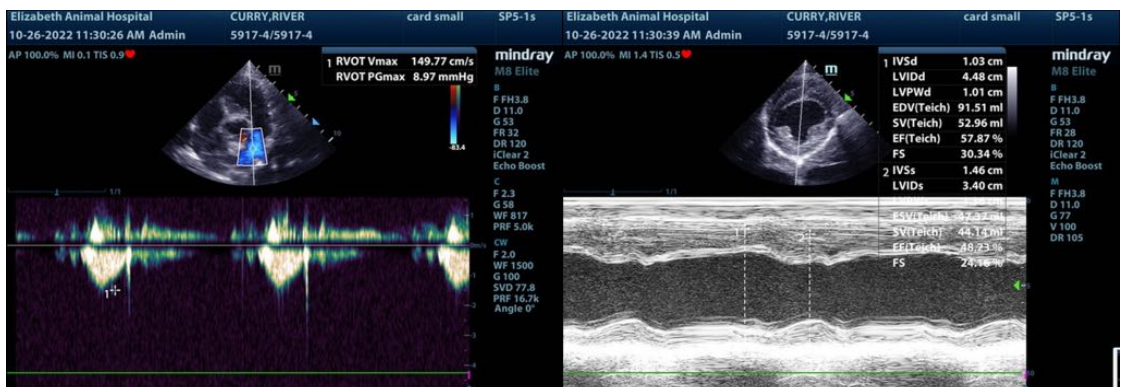 Elizabeth Animal Hospital CURRY,RIVER card small SP5-1s
10-26-2022 11:30:26 AM Admin 5917-4/5917-4
AP 100.0% MI 0.1 TIS 0.9
mindray
M8 Elite
1 RVOT Vmax 149.77 cm/s
RVOT PGmax 8.97 mmHg
m
5
10
-83.4
B
F FH3.8
D 11.0
G 53
FR 32
DR 120
iClear 2
Echo Boost
C
F 2.3
G 58
WF 817
PRF 5.0k
CW
F 2.0
WF 1500
G 100
SVD 77.8
PRF 16.7k
Angle 0°
1/1
1
Elizabeth Animal Hospital CURRY,RIVER card small SP5-1s
10-26-2022 11:30:39 AM Admin 5917-4/5917-4
AP 100.0% MI 1.4 TIS 0.5
mindray
M8 Elite
m
1 IVSd 1.03 cm
LVIDd 4.48 cm
LVPWd 1.01 cm
EDV(Teich) 91.51 ml
SV(Teich) 52.96 ml
EF(Teich) 57.87 %
FS 30.34 %
2 IVSs 1.46 cm
LVIDs 3.40 cm
ESV(Teich) 47.37 ml
SV(Teich) 44.14 ml
EF(Teich) 48.23 %
FS 24.16 %
B
F FH3.8
D 11.0
G 53
FR 28
DR 120
iClear 2
Echo Boost
M
F FH3.8
D 11.0
G 77
V 100
DR 105
1/1
1
2